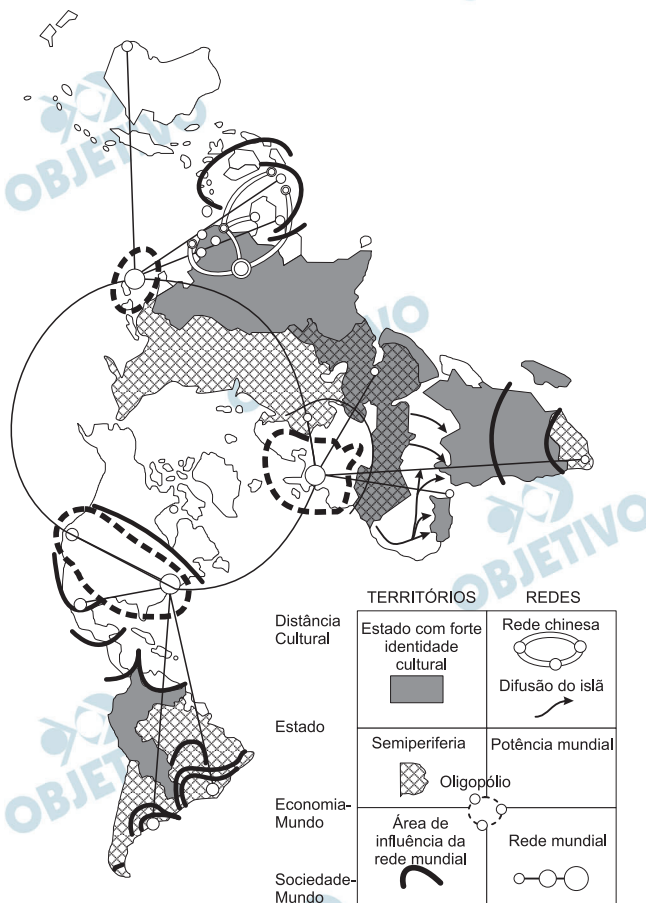 OBJETIVO
OBJETIVO
OBJETIVO
OBJETIVO
TERRITÓRIOS
REDES
Distância
Cultural
Estado com forte
identidade
cultural
Rede chinesa
Difusão do islã
Estado
Semiperiferia
Potência mundial
Oligopólio
Economia-
Mundo
Área de
influência da
rede mundial
Rede mundial
Sociedade-
Mundo